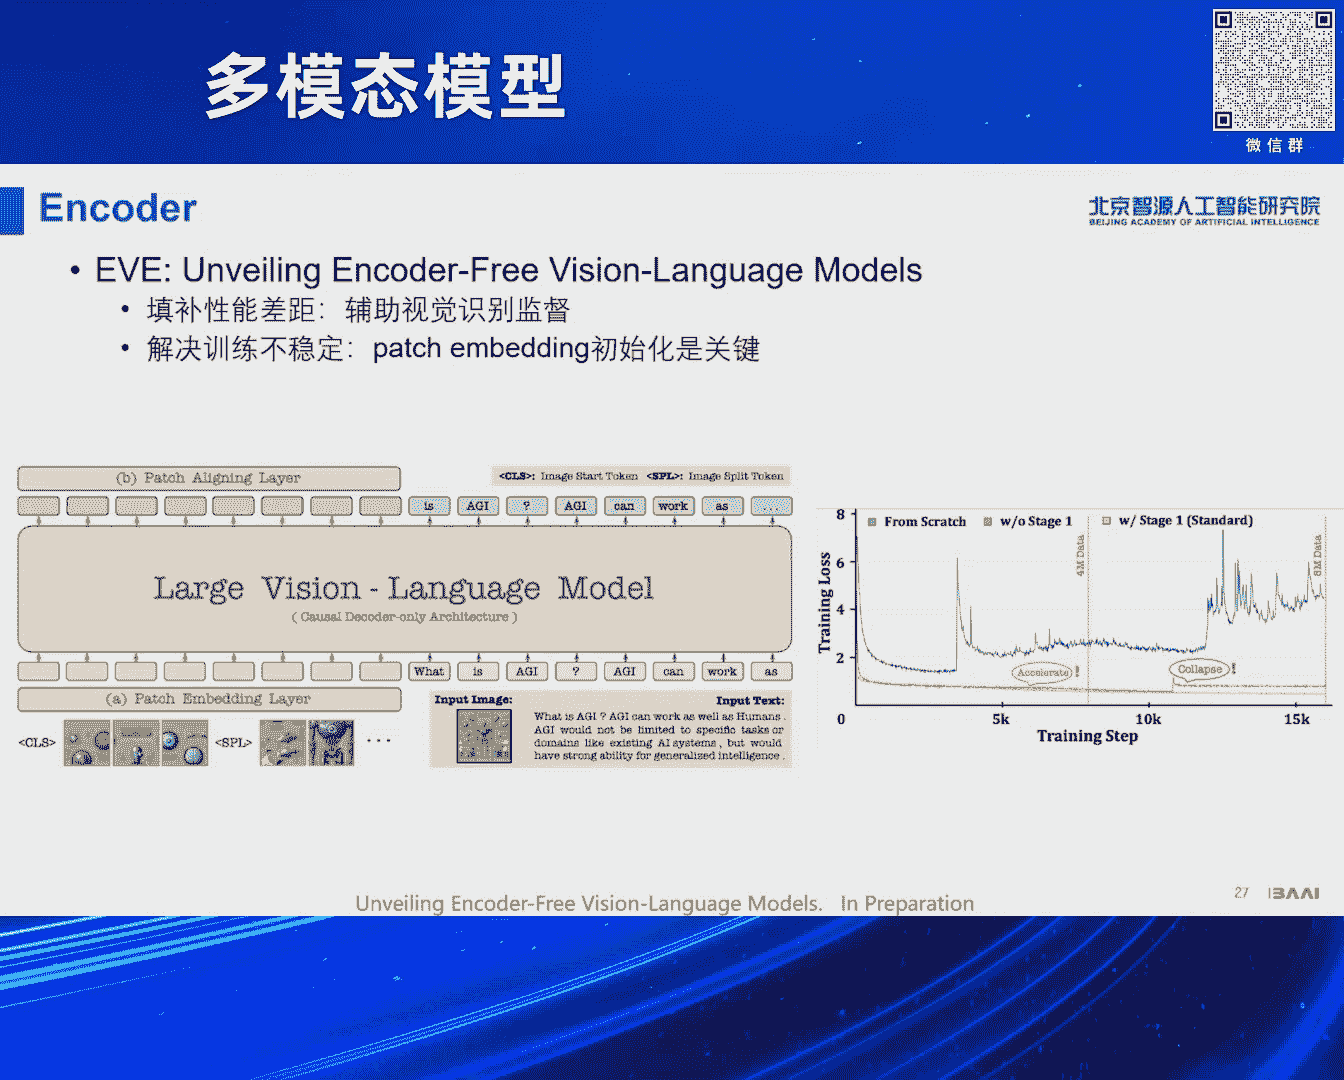 多模态模型
微信群
Encoder
北京智源人工智能研究院
BEIJING ACADEMY OF ARTIFICIAL INTELLIGENCE
• EVE: Unveiling Encoder-Free Vision-Language Models
• 填补性能差距：辅助视觉识别监督
• 解决训练不稳定：patch embedding初始化是关键
(b) Patch Aligning Layer
<CLS>: Image Start Token <SPL>: Image Split Token
is AGI ? AGI can work as ...
Large Vision - Language Model
( Causal Decoder-only Architecture )
What is AGI ? AGI can work as
(a) Patch Embedding Layer
<CLS> <SPL> ...
Input Image:
Input Text:
What is AGI ? AGI can work as well as Humans .
AGI would not be limited to specific tasks or
domains like existing AI systems , but would
have strong ability for generalized intelligence .
Training Loss
8
6
4
2
0
From Scratch w/o Stage 1 w/ Stage 1 (Standard)
4M Data
8M Data
Accelerate !
Collapse !
5k 10k 15k
Training Step
27 BAAI
Unveiling Encoder-Free Vision-Language Models. In Preparation